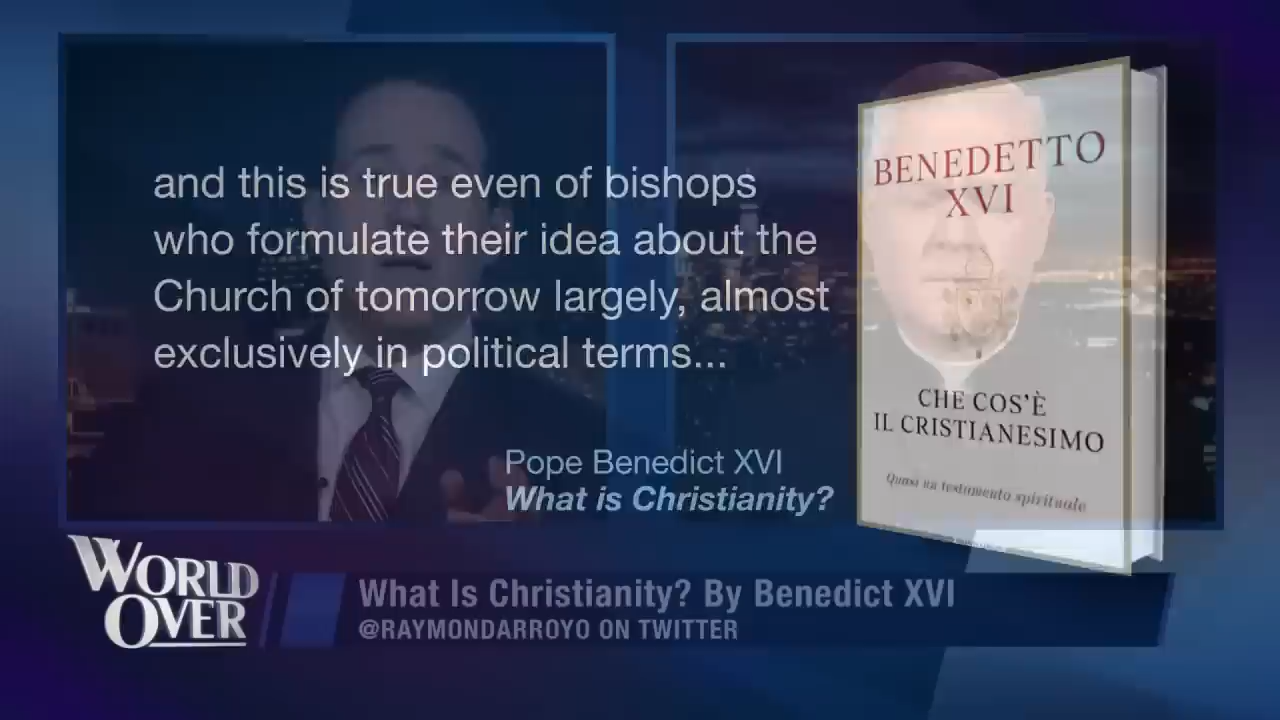 and this is true even of bishops
who formulate their idea about the
Church of tomorrow largely, almost
exclusively in political terms...
Pope Benedict XVI
What is Christianity?
BENEDETTO
XVI
CHE COS'È
IL CRISTIANESIMO
Quasi un testamento spirituale
WORLD
OVER
What Is Christianity? By Benedict XVI
@RAYMONDARROYO ON TWITTER